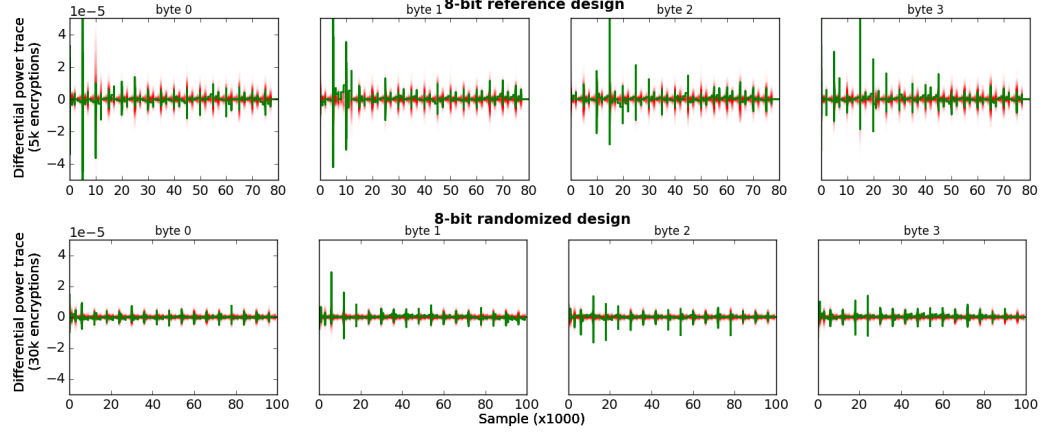 8-bit reference design
byte 0
byte 1
byte 2
byte 3
1e−5
Differential power trace
(5k encryptions)
4
2
0
−2
−4
0 10 20 30 40 50 60 70 80
0 10 20 30 40 50 60 70 80
0 10 20 30 40 50 60 70 80
0 10 20 30 40 50 60 70 80
8-bit randomized design
byte 0
byte 1
byte 2
byte 3
1e−5
Differential power trace
(30k encryptions)
4
2
0
−2
−4
0 20 40 60 80 100
0 20 40 60 80 100
0 20 40 60 80 100
0 20 40 60 80 100
Sample (x1000)